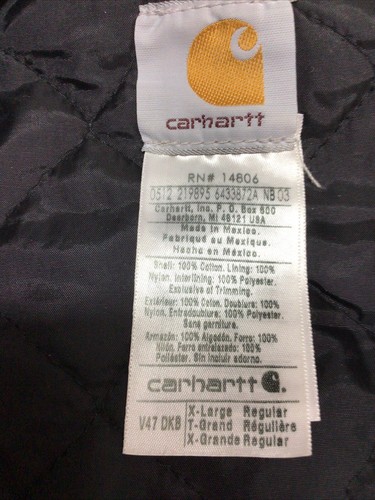 carhartt
RN# 14806
0512 219895 6433872A NB 03
Carhartt, Inc. P. O. Box 600
Dearborn, MI 48121 USA
Made in Mexico.
Fabriqué au Mexique.
Hecho en México.
Shell: 100% Cotton. Lining: 100%
Nylon. Interlining: 100% Polyester.
Exclusive of Trimming.
Extérieur: 100% Coton. Doublure: 100%
Nylon. Entredoublure: 100% Polyester.
Sans garniture.
Armazón: 100% Algodón. Forro: 100%
Nilón. Forro entrelazado: 100%
Poliéster. Sin incluir adorno.
carhartt
V47 DKB
X-Large Regular
T-Grand Régulière
X-Grande Regular